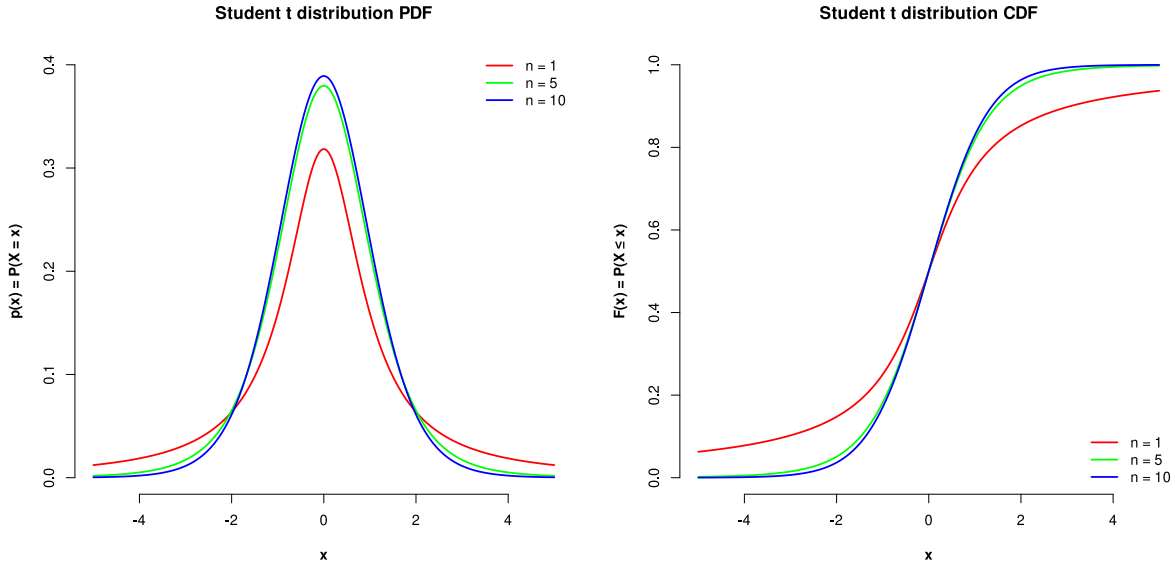 Student t distribution PDF
n = 1
n = 5
n = 10
p(x) = P(X = x)
0.4
0.3
0.2
0.1
0.0
-4 -2 0 2 4
x
Student t distribution CDF
F(x) = P(X ≤ x)
1.0
0.8
0.6
0.4
0.2
0.0
n = 1
n = 5
n = 10
-4 -2 0 2 4
x